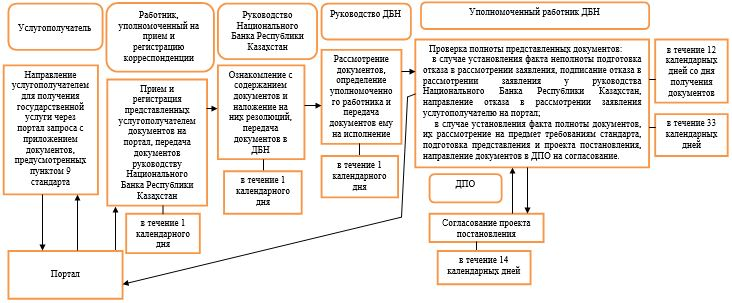 Услугополучатель
Работник,
уполномоченный на
прием и
регистрацию
корреспонденции
Руководство
Национального
Банка Республики
Казахстан
Руководство ДБН
Уполномоченный работник ДБН
Направление
услугополучателем
для получения
государственной
услуги через
портал запроса с
приложением
документов,
предусмотренных
пунктом 9
стандарта
Прием и
регистрация
представленных
услугополучателем
документов на
портал, передача
документов
руководству
Национального
Банка Республики
Казахстан
в течение 1
календарного
дня
Ознакомление с
содержанием
документов и
наложение на
них резолюций,
передача
документов в
ДБН
в течение 1
календарного
дня
Рассмотрение
документов,
определение
уполномоченно
го работника и
передача
документов ему
на исполнение
в течение 1
календарного
дня
Проверка полноты представленных документов:
в случае установления факта неполноты подготовка
отказа в рассмотрении заявления, подписание отказа в
рассмотрении заявления у руководства
Национального Банка Республики Казахстан,
направление отказа в рассмотрении заявления
услугополучателю на портал;
в случае установления факта полноты документов,
их рассмотрение на предмет требованиям стандарта,
подготовка представления и проекта постановления,
направление документов в ДПО на согласование.
в течение 12
календарных
дней со дня
получения
документов
в течение 33
календарных
дней
ДПО
Согласование проекта
постановления
в течение 14
календарных дней
Портал